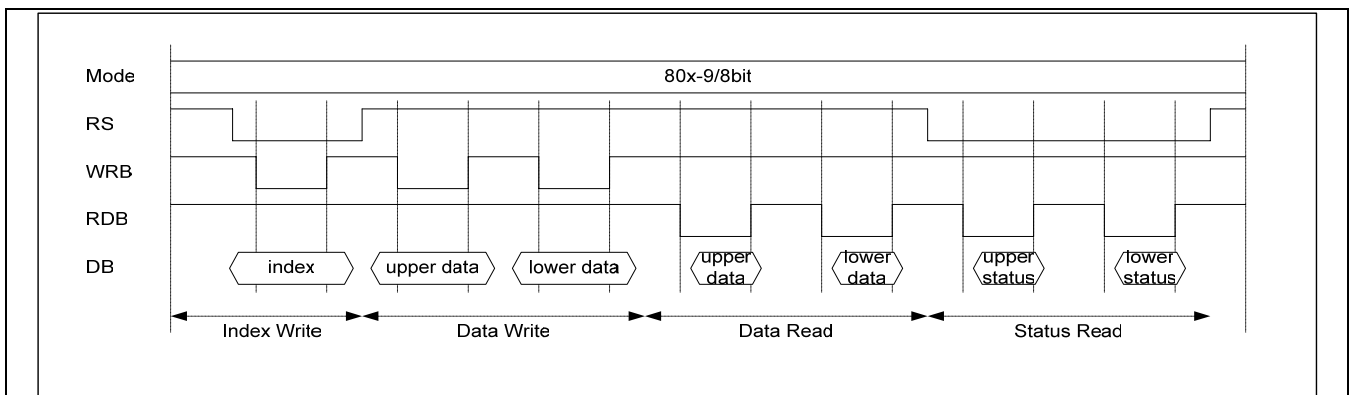 Mode 80x-9/8bit
RS
WRB
RDB
DB index upper data lower data upper data lower data upper status lower status
Index Write Data Write Data Read Status Read